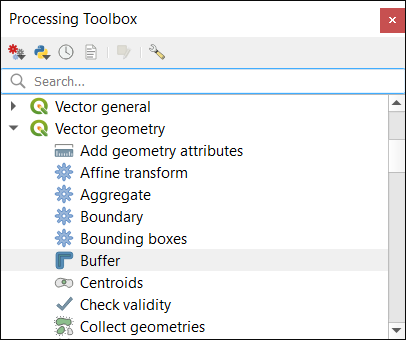 Processing Toolbox
Search...
Vector general
Vector geometry
Add geometry attributes
Affine transform
Aggregate
Boundary
Bounding boxes
Buffer
Centroids
Check validity
Collect geometries